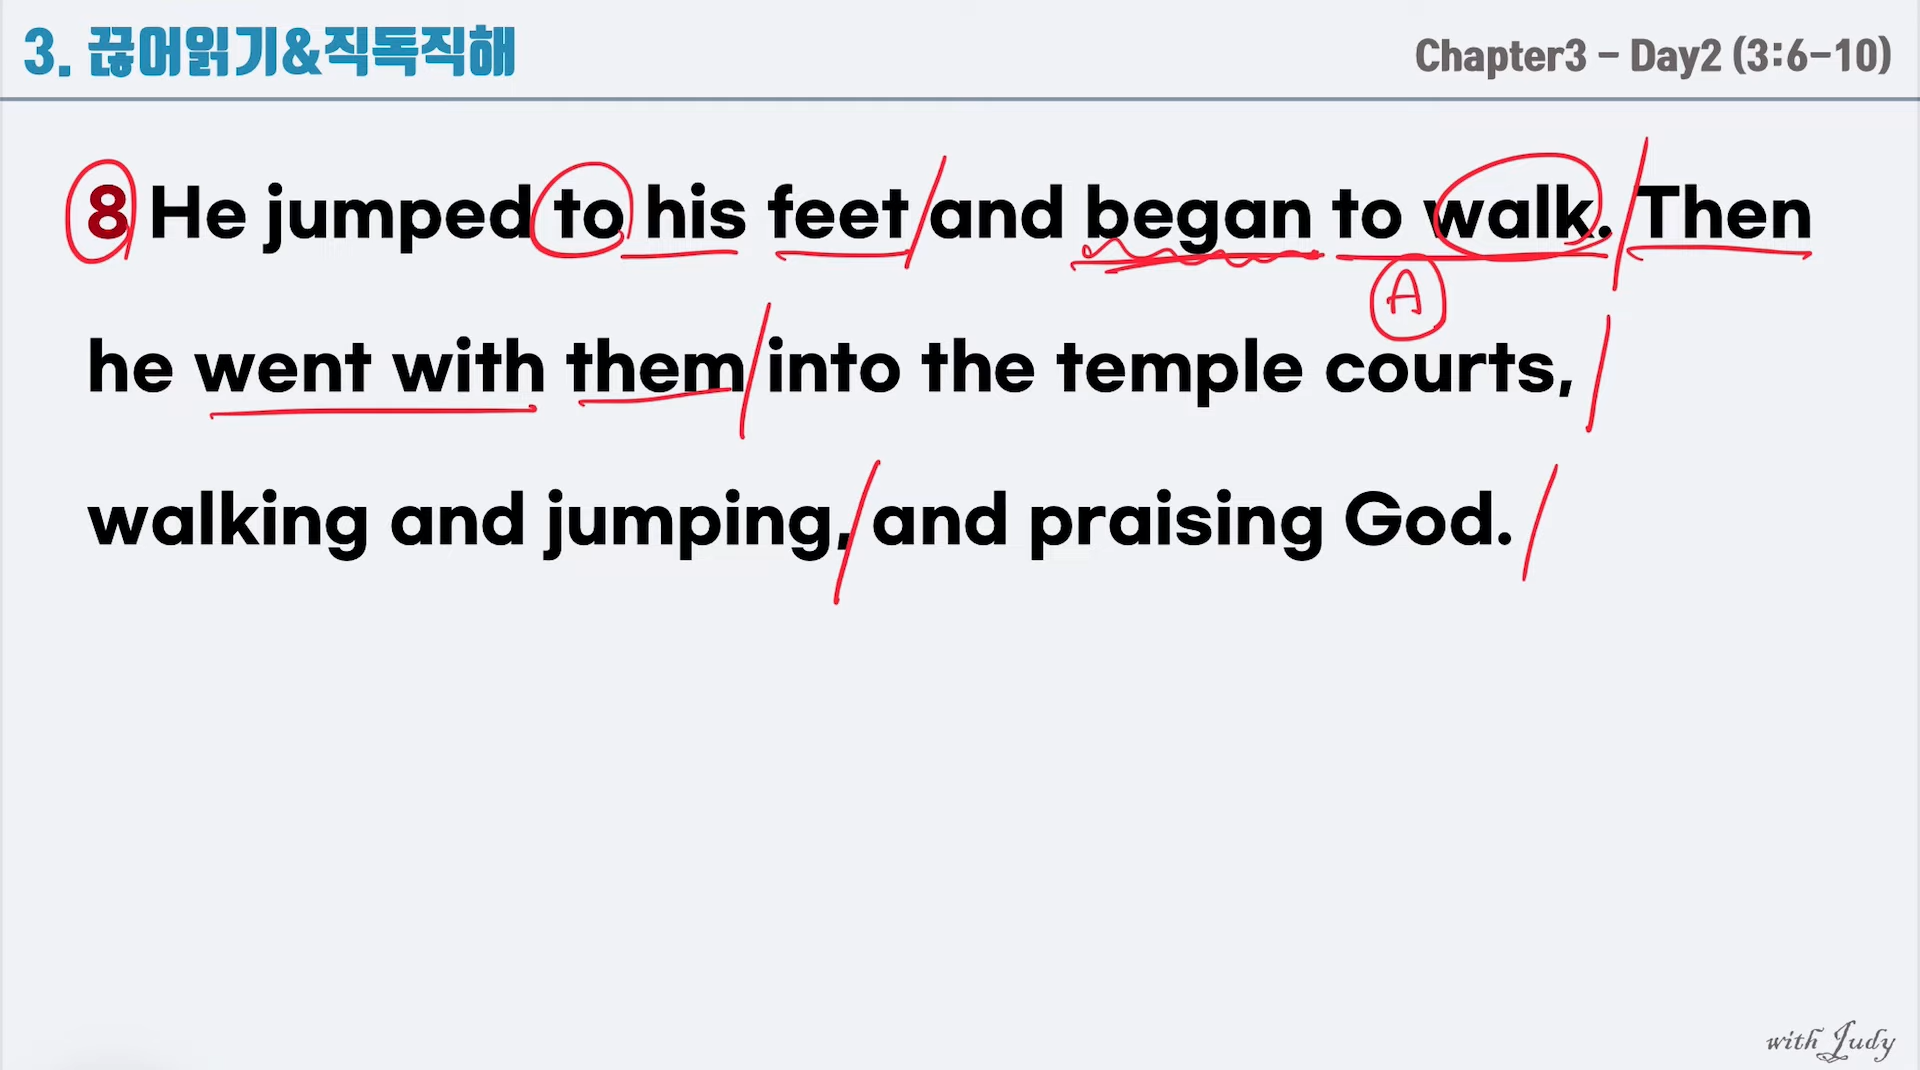 3. 끊어읽기&직독직해
Chapter3 - Day2 (3:6-10)
8 He jumped to his feet and began to walk. Then
A
he went with them into the temple courts,
walking and jumping, and praising God.
with Judy